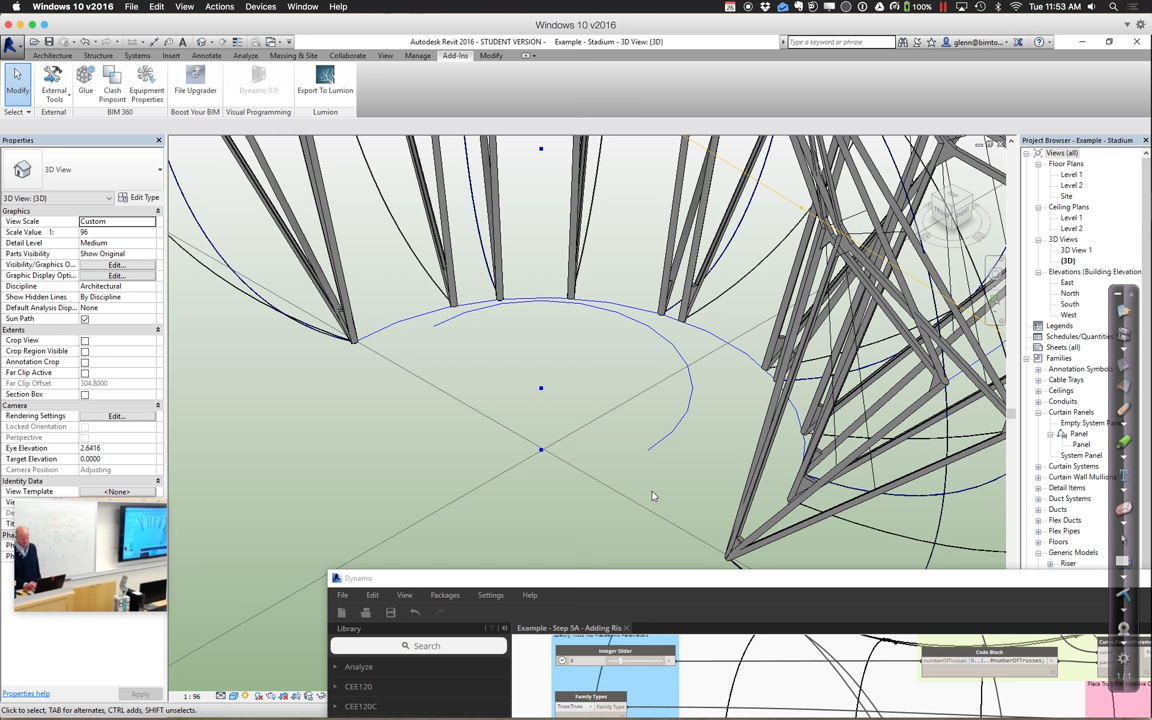 Windows 10 v2016 File Edit View Actions Devices Window Help 26 100% Tue 11:53 AM
Windows 10 v2016
Autodesk Revit 2016 - STUDENT VERSION - Example - Stadium - 3D View: {3D} Type a keyword or phrase glenn@bimto...
Architecture Structure Systems Insert Annotate Analyze Massing & Site Collaborate View Manage Add-Ins Modify
Modify External Tools Glue Clash Pinpoint Equipment Properties File Upgrader Dynamo 0.9 Export To Lumion
Select External BIM 360 Boost Your BIM Visual Programming Lumion
Properties
3D View
3D View: {3D} Edit Type
Graphics
View Scale Custom
Scale Value 1: 96
Detail Level Medium
Parts Visibility Show Original
Visibility/Graphics O... Edit...
Graphic Display Opti... Edit...
Discipline Architectural
Show Hidden Lines By Discipline
Default Analysis Disp... None
Sun Path
Extents
Crop View
Crop Region Visible
Annotation Crop
Far Clip Active
Far Clip Offset 304.8000
Section Box
Camera
Rendering Settings Edit...
Locked Orientation
Perspective
Eye Elevation 2.6416
Target Elevation 0.0000
Camera Position Adjusting
Identity Data
View Template <None>
Properties help Apply
1 : 96
Click to select, TAB for alternates, CTRL adds, SHIFT unselects.
Project Browser - Example - Stadium
Views (all)
Floor Plans
Level 1
Level 2
Site
Ceiling Plans
Level 1
Level 2
3D Views
3D View 1
{3D}
Elevations (Building Elevation
East
North
South
West
Legends
Schedules/Quantities
Sheets (all)
Families
Annotation Symbols
Cable Trays
Ceilings
Conduits
Curtain Panels
Empty System Pan
Panel
Panel
System Panel
Curtain Systems
Curtain Wall Mullions
Detail Items
Duct Systems
Ducts
Flex Ducts
Flex Pipes
Floors
Generic Models
Riser
1 / 1
Dynamo
File Edit View Packages Settings Help
Library
Example - Step 5A - Adding Ris
Search
Analyze
CEE120
CEE120C
Integer Slider
Family Types
Family Type
Code Block
numberOfTrusses 0..1..#numberOfTrusses;